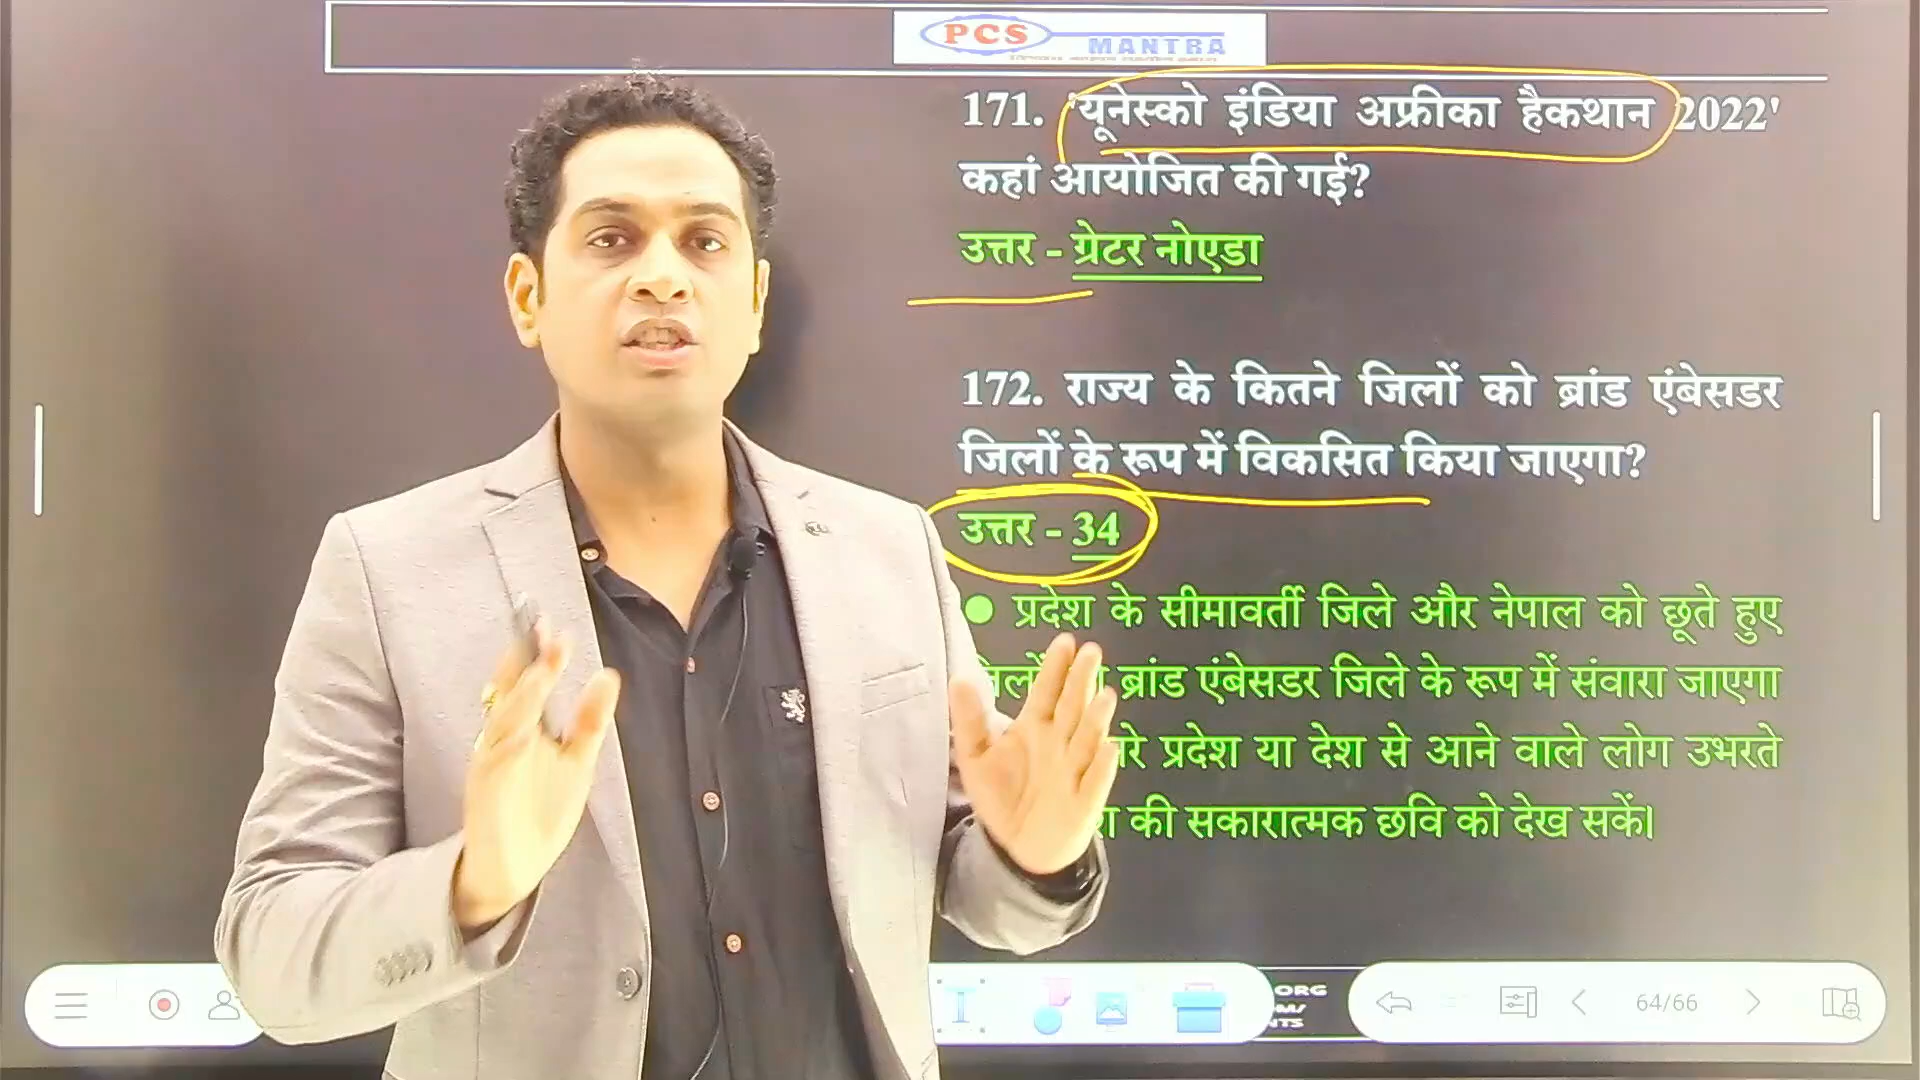 PCS MANTRA
171. 'यूनेस्को इंडिया अफ्रीका हैकथान 2022'
कहां आयोजित की गई?
उत्तर - ग्रेटर नोएडा
172. राज्य के कितने जिलों को ब्रांड एंबेसडर
जिलों के रूप में विकसित किया जाएगा?
उत्तर - 34
● प्रदेश के सीमावर्ती जिले और नेपाल को छूते हुए
ब्रांड एंबेसडर जिले के रूप में संवारा जाएगा
प्रदेश या देश से आने वाले लोग उभरते
की सकारात्मक छवि को देख सकें।
ORG
64/66